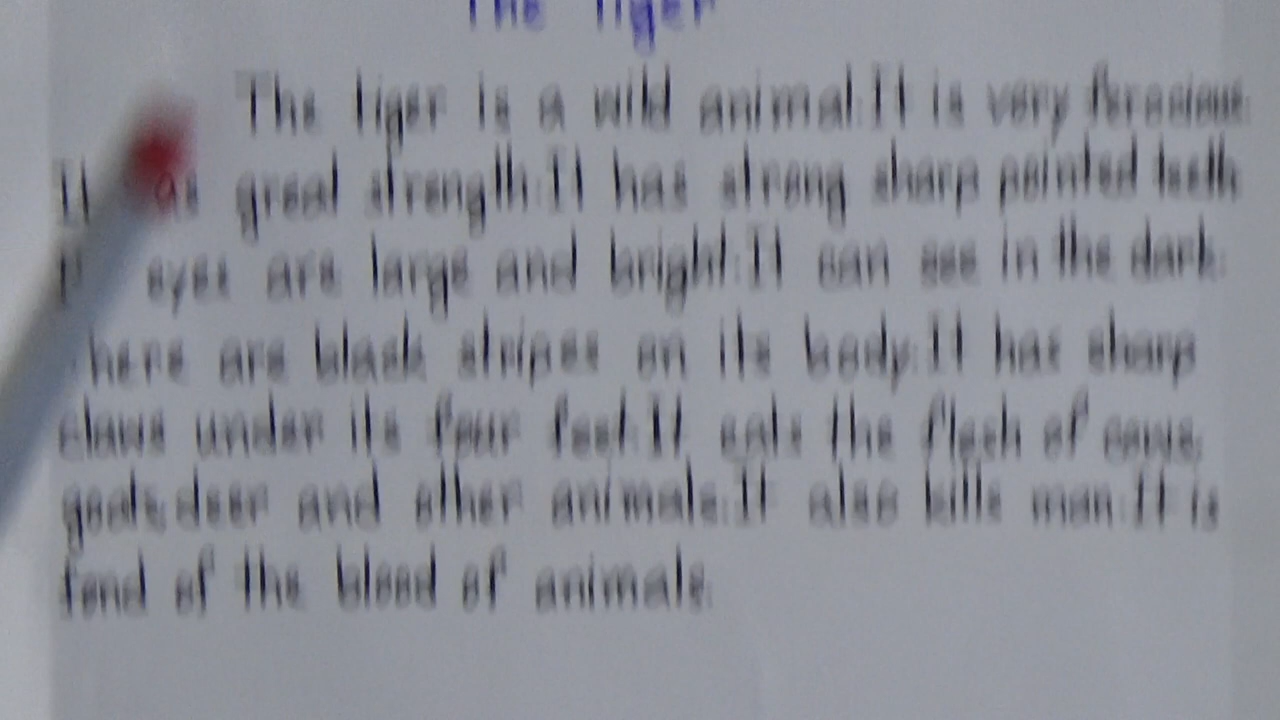 The Tiger
The tiger is a wild animal. It is very ferocious.
It has great strength. It has strong sharp pointed teeth.
eyes are large and bright. It can see in the dark.
There are black stripes on its body. It has sharp
claws under its four feet. It eats the flesh of cows,
goats, deer and other animals. It also kills man. It is
fond of the blood of animals.